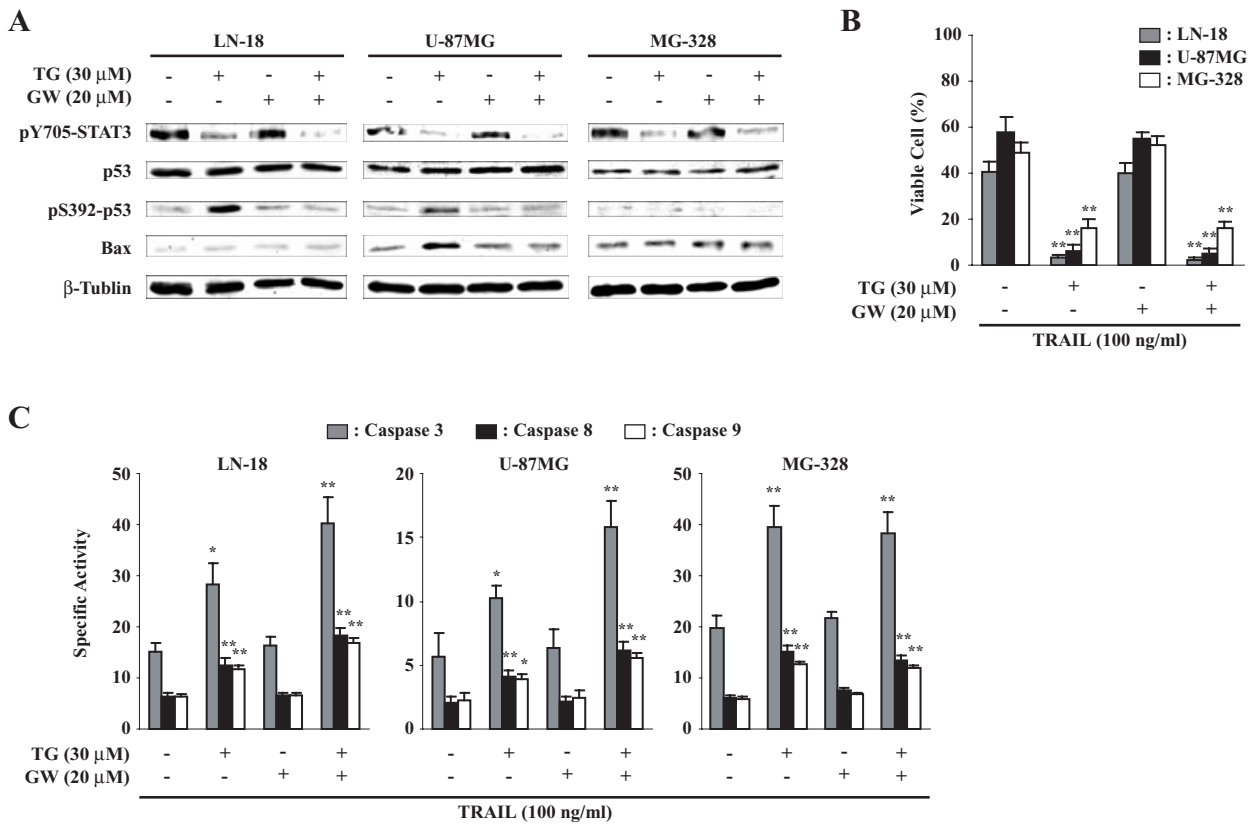 A
LN-18 U-87MG MG-328
TG (30 μM) - + - + - + - + - + - +
GW (20 μM) - - + + - - + + - - + +
pY705-STAT3
p53
pS392-p53
Bax
β-Tublin
B
100
80
60
40
20
0
Viable Cell (%)
: LN-18
: U-87MG
: MG-328
** ** **
** ** **
TG (30 μM) - + - +
GW (20 μM) - - + +
TRAIL (100 ng/ml)
C
: Caspase 3 : Caspase 8 : Caspase 9
LN-18 U-87MG MG-328
Specific Activity
50
40
30
20
10
0
* ** ** ** ** **
20
15
10
5
0
* ** * ** ** **
50
40
30
20
10
0
** ** ** ** ** **
TG (30 μM) - + - + - + - + - + - +
GW (20 μM) - - + + - - + + - - + +
TRAIL (100 ng/ml)